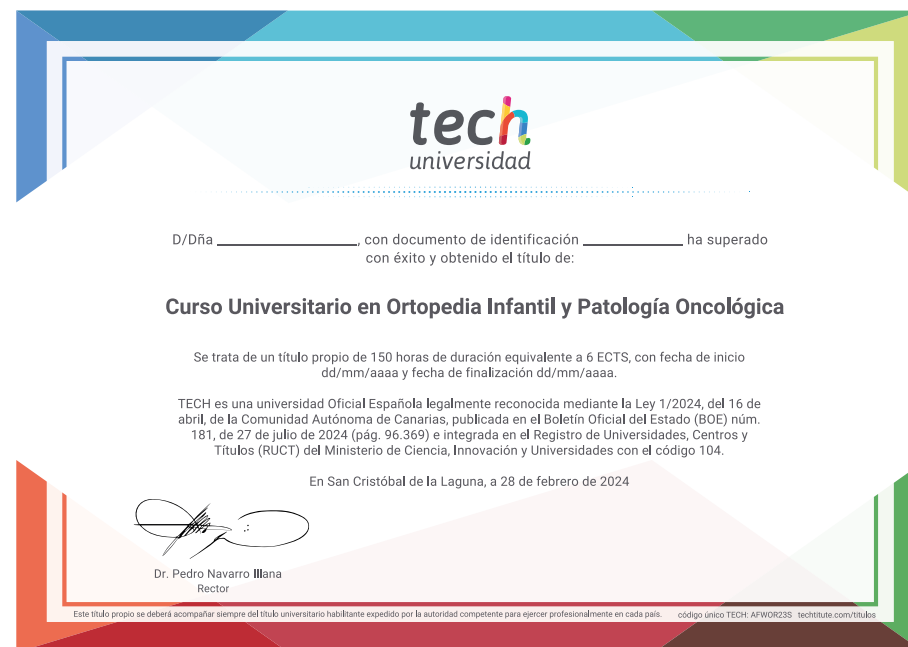 tech
universidad
D/Dña ________________, con documento de identificación ____________ ha superado
con éxito y obtenido el título de:
Curso Universitario en Ortopedia Infantil y Patología Oncológica
Se trata de un título propio de 150 horas de duración equivalente a 6 ECTS, con fecha de inicio
dd/mm/aaaa y fecha de finalización dd/mm/aaaa.
TECH es una universidad Oficial Española legalmente reconocida mediante la Ley 1/2024, del 16 de
abril, de la Comunidad Autónoma de Canarias, publicada en el Boletín Oficial del Estado (BOE) núm.
181, de 27 de julio de 2024 (pág. 96.369) e integrada en el Registro de Universidades, Centros y
Títulos (RUCT) del Ministerio de Ciencia, Innovación y Universidades con el código 104.
En San Cristóbal de la Laguna, a 28 de febrero de 2024
Dr. Pedro Navarro Illana
Rector
Este título propio se deberá acompañar siempre del título universitario habilitante expedido por la autoridad competente para ejercer profesionalmente en cada país. código único TECH: AFWOR23S techtitute.com/titulos